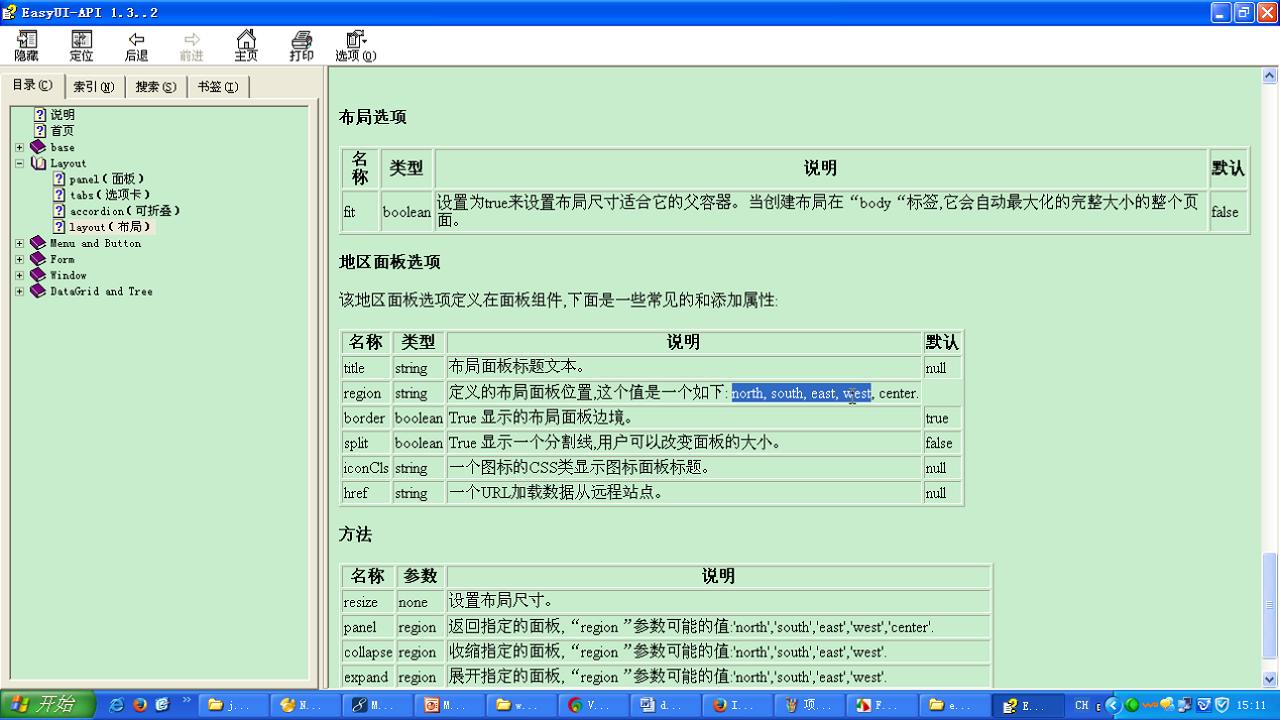 EasyUI-API 1.3..2
隐藏 定位 后退 前进 主页 打印 选项(O)
目录(C) 索引(N) 搜索(S) 书签(I)
说明
首页
base
Layout
panel(面板)
tabs(选项卡)
accordion(可折叠)
layout(布局)
Menu and Button
Form
Window
DataGrid and Tree
布局选项
名称 类型 说明 默认
fit boolean 设置为true来设置布局尺寸适合它的父容器。当创建布局在“body“标签,它会自动最大化的完整大小的整个页面。 false
地区面板选项
该地区面板选项定义在面板组件,下面是一些常见的和添加属性:
名称 类型 说明 默认
title string 布局面板标题文本。 null
region string 定义的布局面板位置,这个值是一个如下: north, south, east, west, center.
border boolean True 显示的布局面板边境。 true
split boolean True 显示一个分割线,用户可以改变面板的大小。 false
iconCls string 一个图标的CSS类显示图标面板标题。 null
href string 一个URL加载数据从远程站点。 null
方法
名称 参数 说明
resize none 设置布局尺寸。
panel region 返回指定的面板,“region”参数可能的值:'north','south','east','west','center'.
collapse region 收缩指定的面板,“region”参数可能的值:'north','south','east','west'.
expand region 展开指定的面板,“region”参数可能的值:'north','south','east','west'.
开始 j... N... M... M... w... V... d... I... 项... F... e... E... CH 15:11